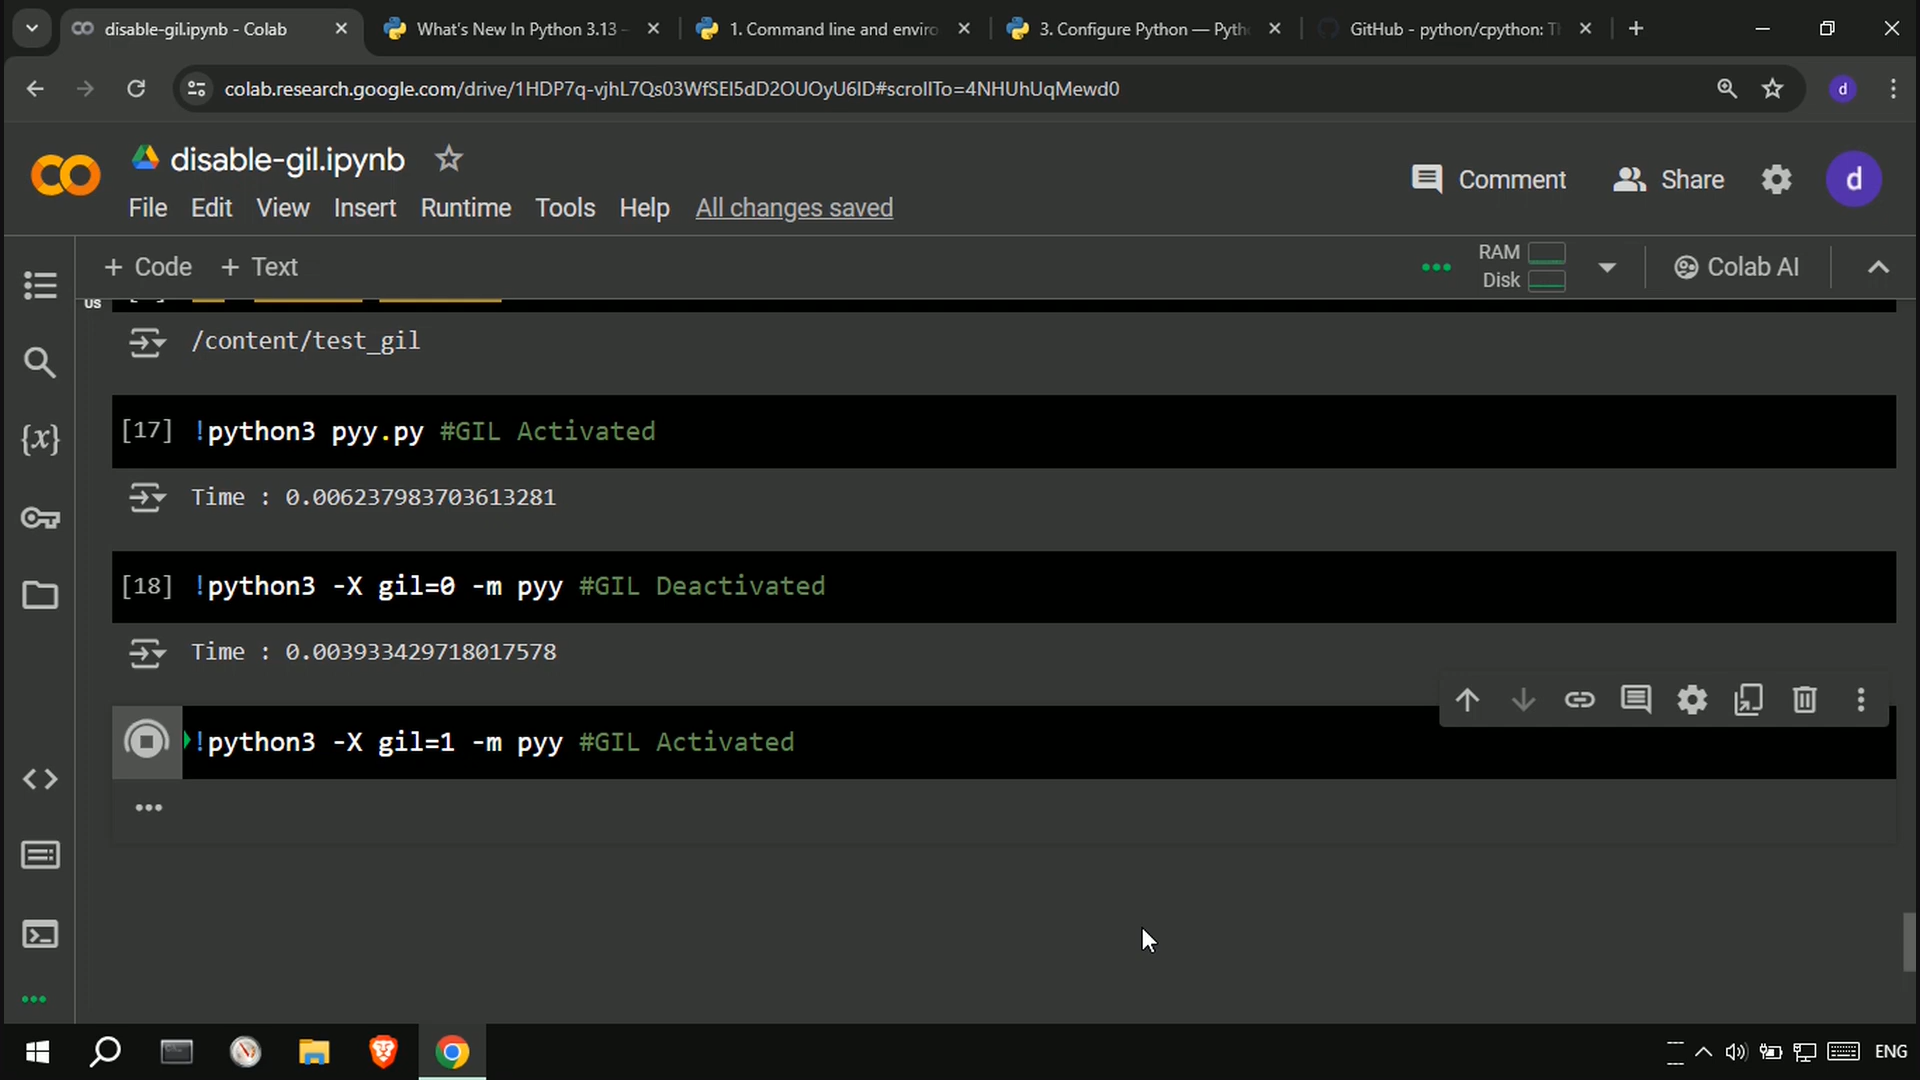 disable-gil.ipynb - Colab
What's New In Python 3.13 –
1. Command line and enviro
3. Configure Python — Pyth
GitHub - python/cpython: Th
colab.research.google.com/drive/1HDP7q-vjhL7Qs03WfSEI5dD2OUOyU6ID#scrollTo=4NHUhUqMewd0
d
disable-gil.ipynb
Comment
Share
d
File Edit View Insert Runtime Tools Help All changes saved
+ Code + Text
RAM
Disk
Colab AI
0s
/content/test_gil
[17] !python3 pyy.py #GIL Activated
Time : 0.006237983703613281
[18] !python3 -X gil=0 -m pyy #GIL Deactivated
Time : 0.003933429718017578
!python3 -X gil=1 -m pyy #GIL Activated
{x}
ENG